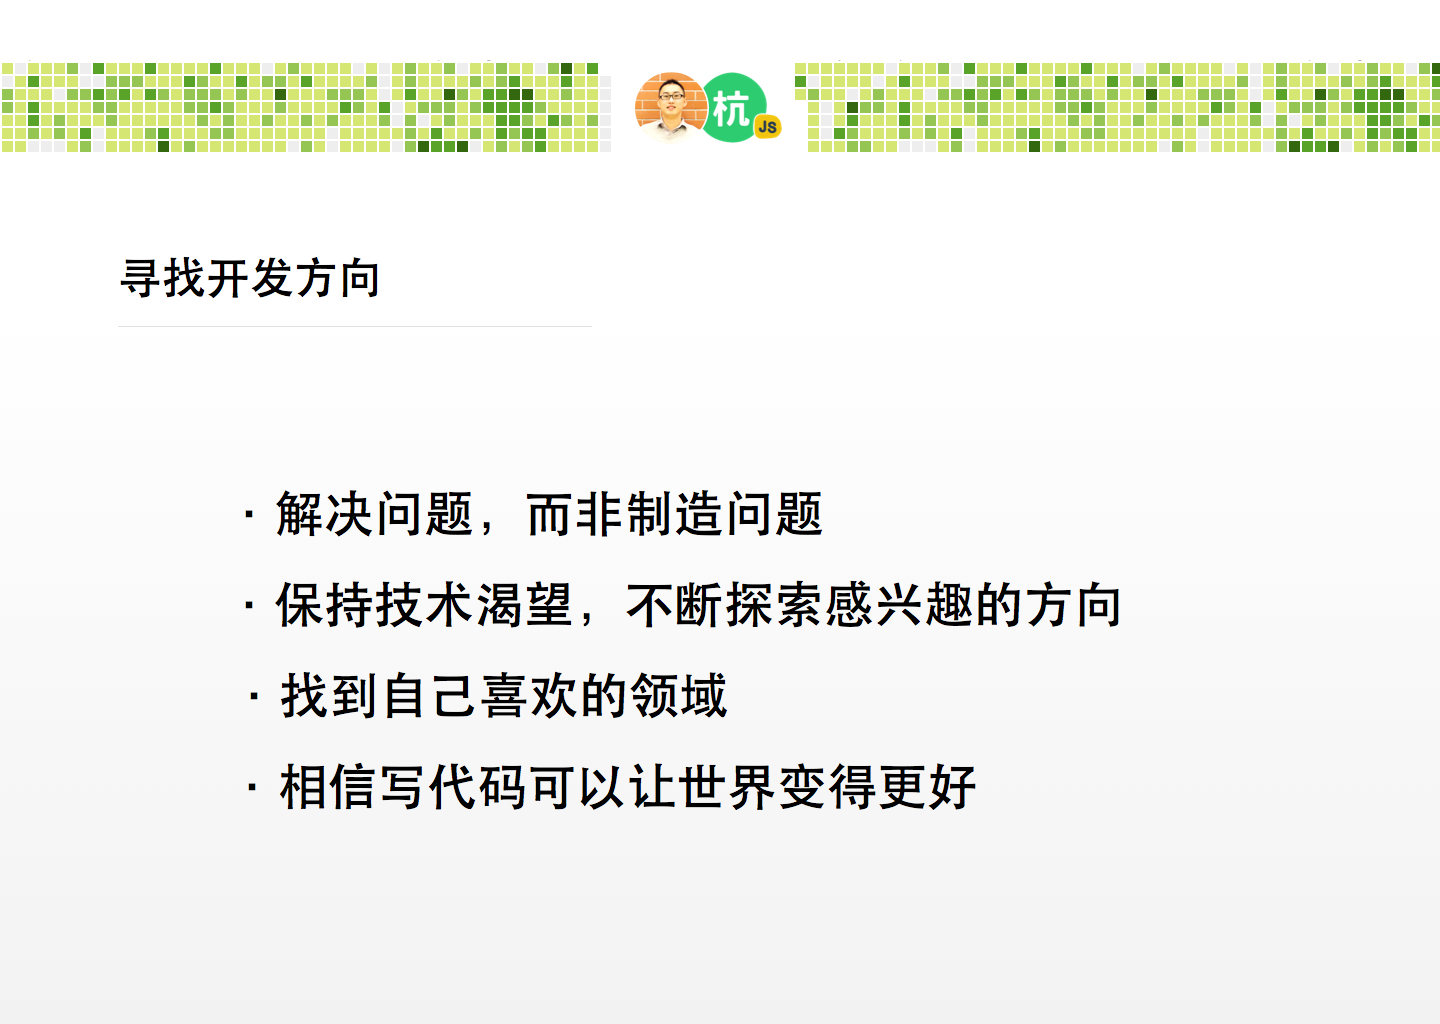 杭
JS
寻找开发方向
· 解决问题，而非制造问题
· 保持技术渴望，不断探索感兴趣的方向
· 找到自己喜欢的领域
· 相信写代码可以让世界变得更好